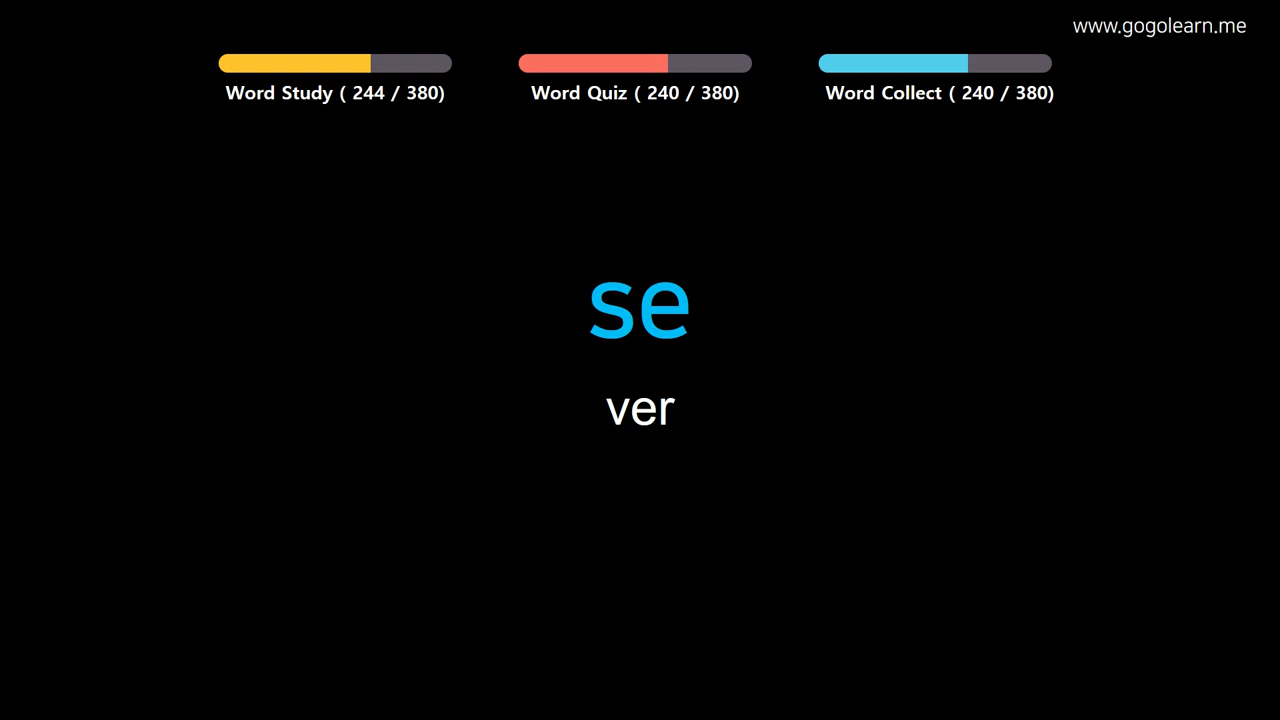 www.gogolearn.me
Word Study ( 244 / 380)
Word Quiz ( 240 / 380)
Word Collect ( 240 / 380)
se
ver